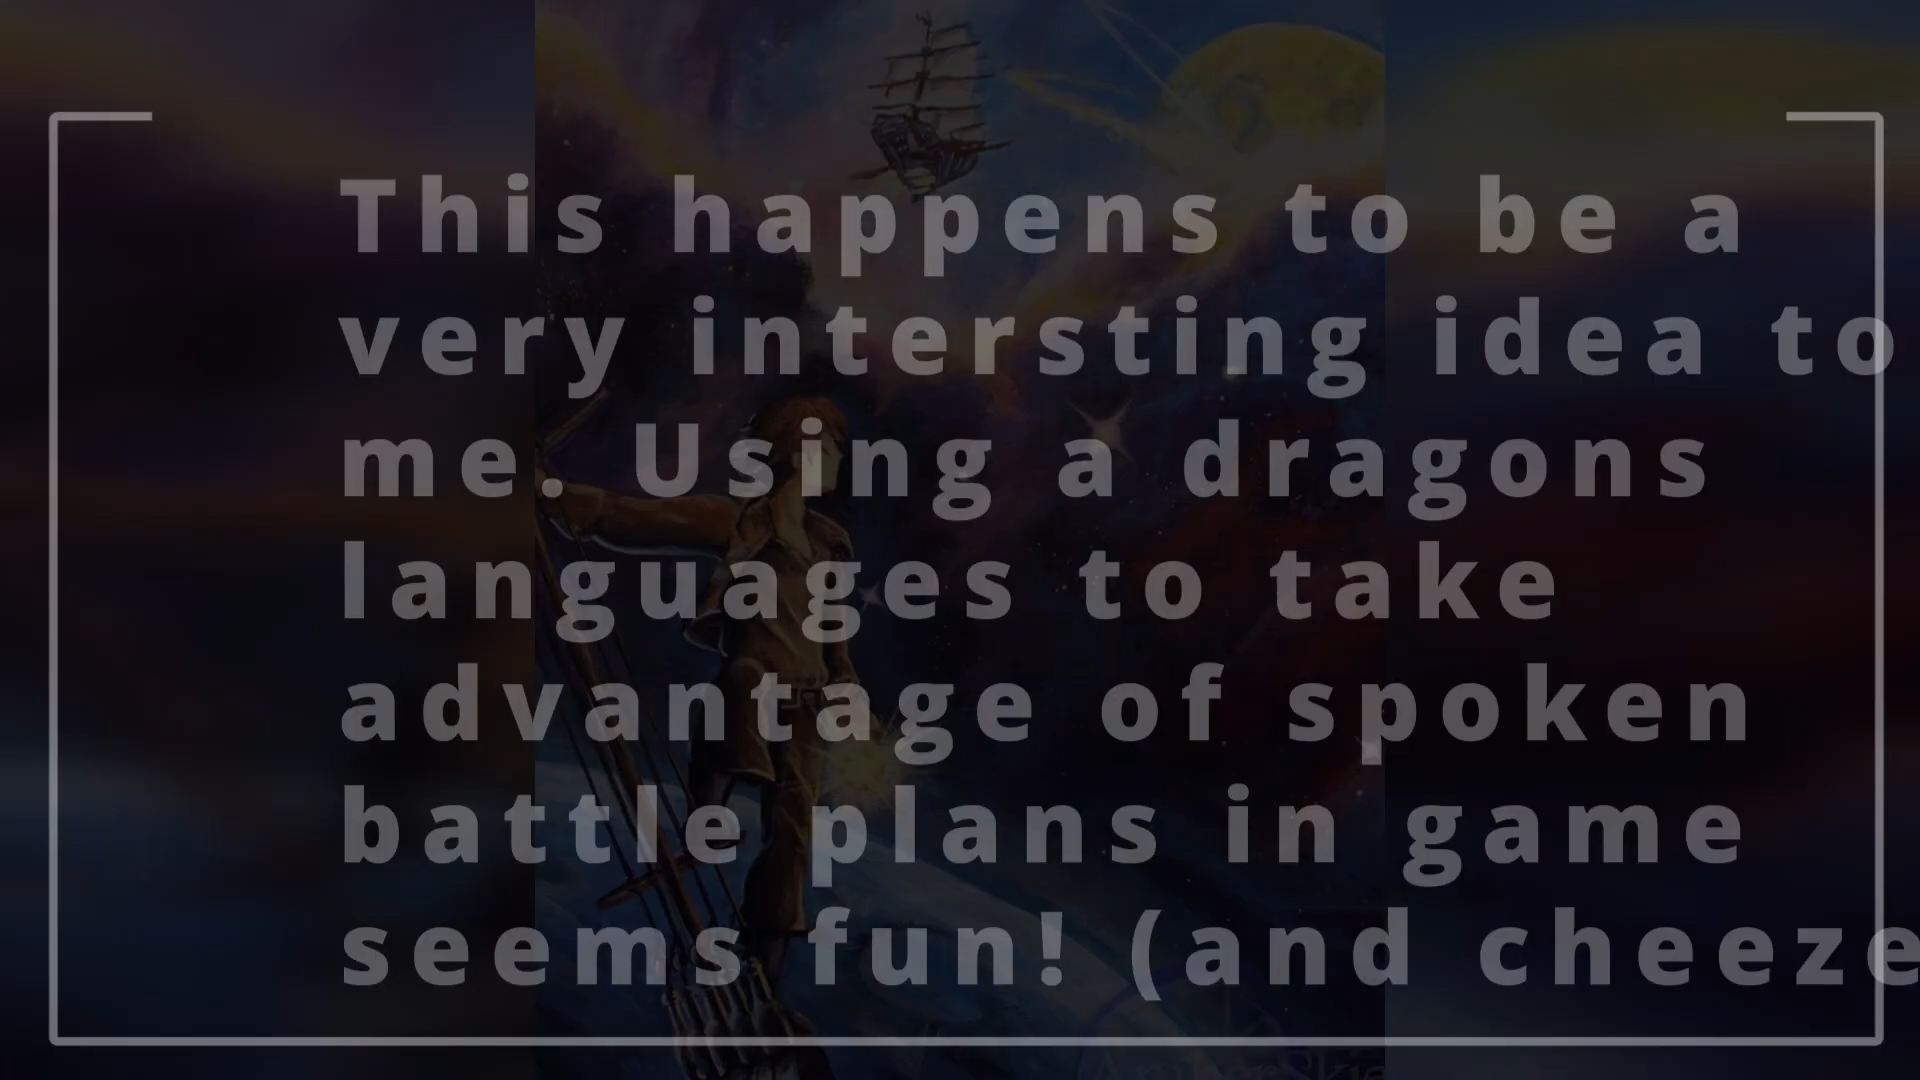 This happens to be a
very intersting idea to
me. Using a dragons
languages to take
advantage of spoken
battle plans in game
seems fun! (and cheeze